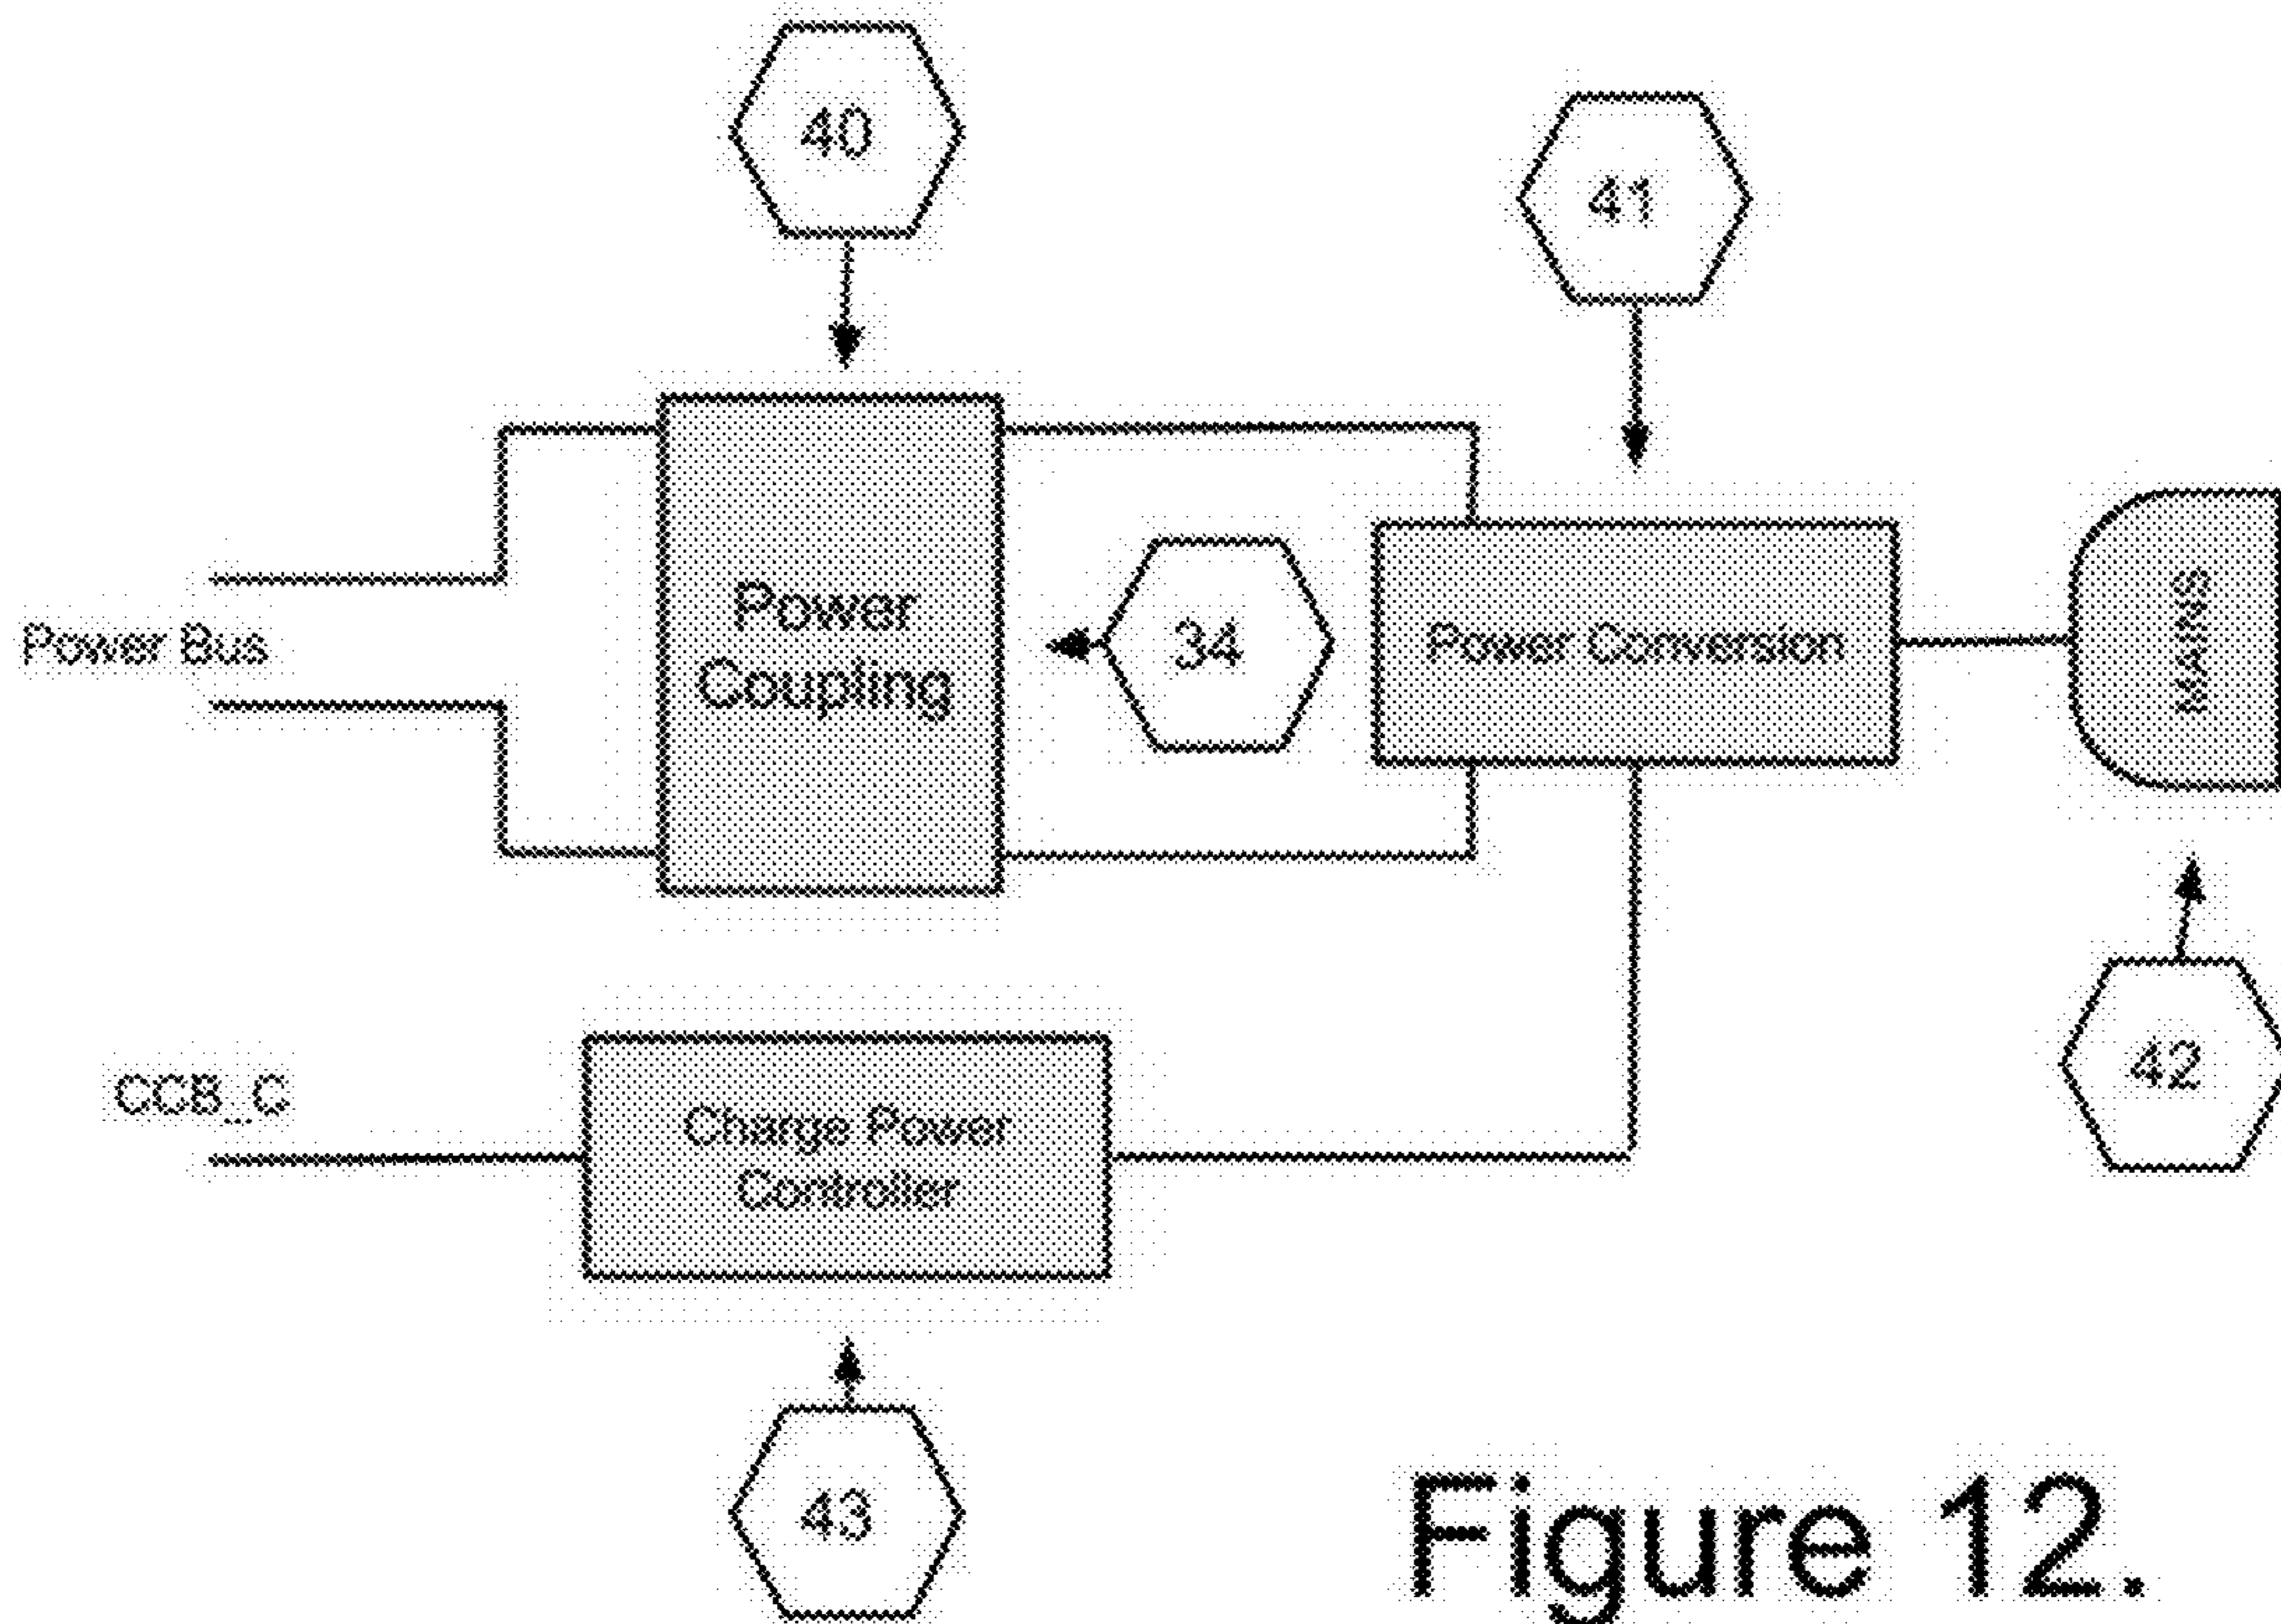 40
41
Power
Coupling
34
Power Conversion
MAINS
Power Bus
42
CCB_C
Charge Power
Controller
43
Figure 12.